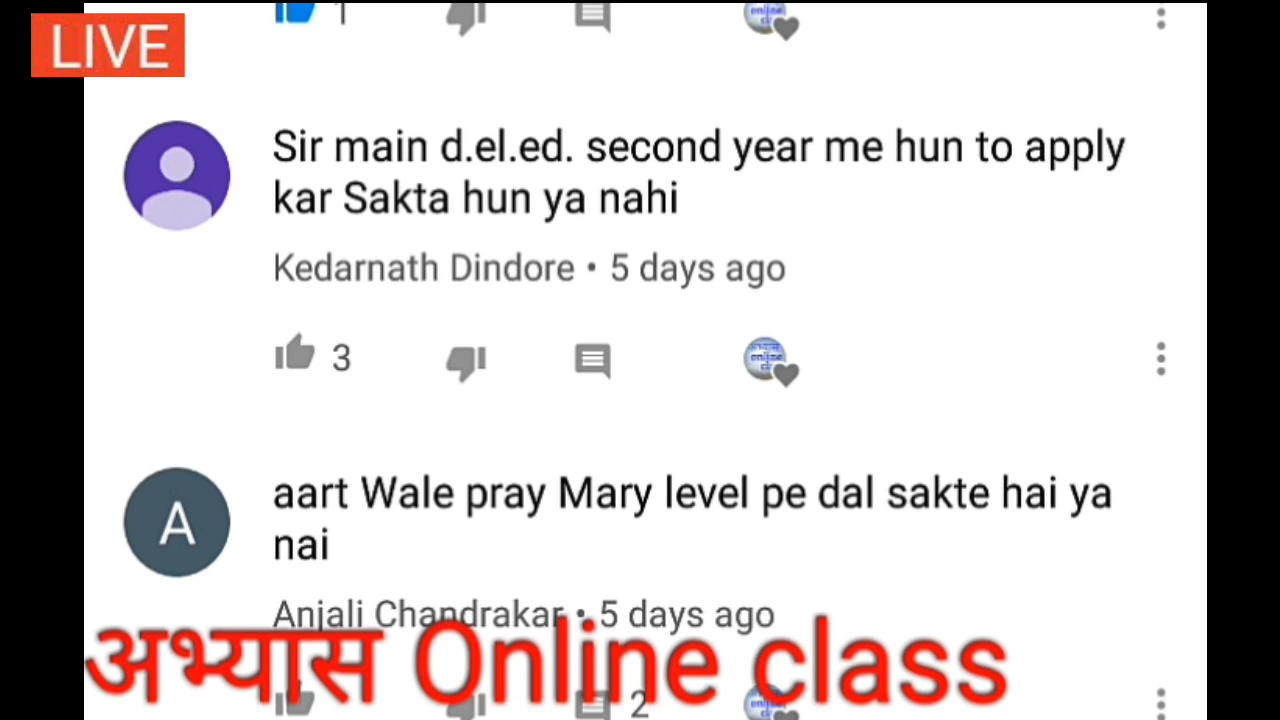 1
LIVE
Sir main d.el.ed. second year me hun to apply
kar Sakta hun ya nahi
Kedarnath Dindore • 5 days ago
3
online
aart Wale pray Mary level pe dal sakte hai ya
nai
Anjali Chandrakar • 5 days ago
A
अभ्यास Online class
2